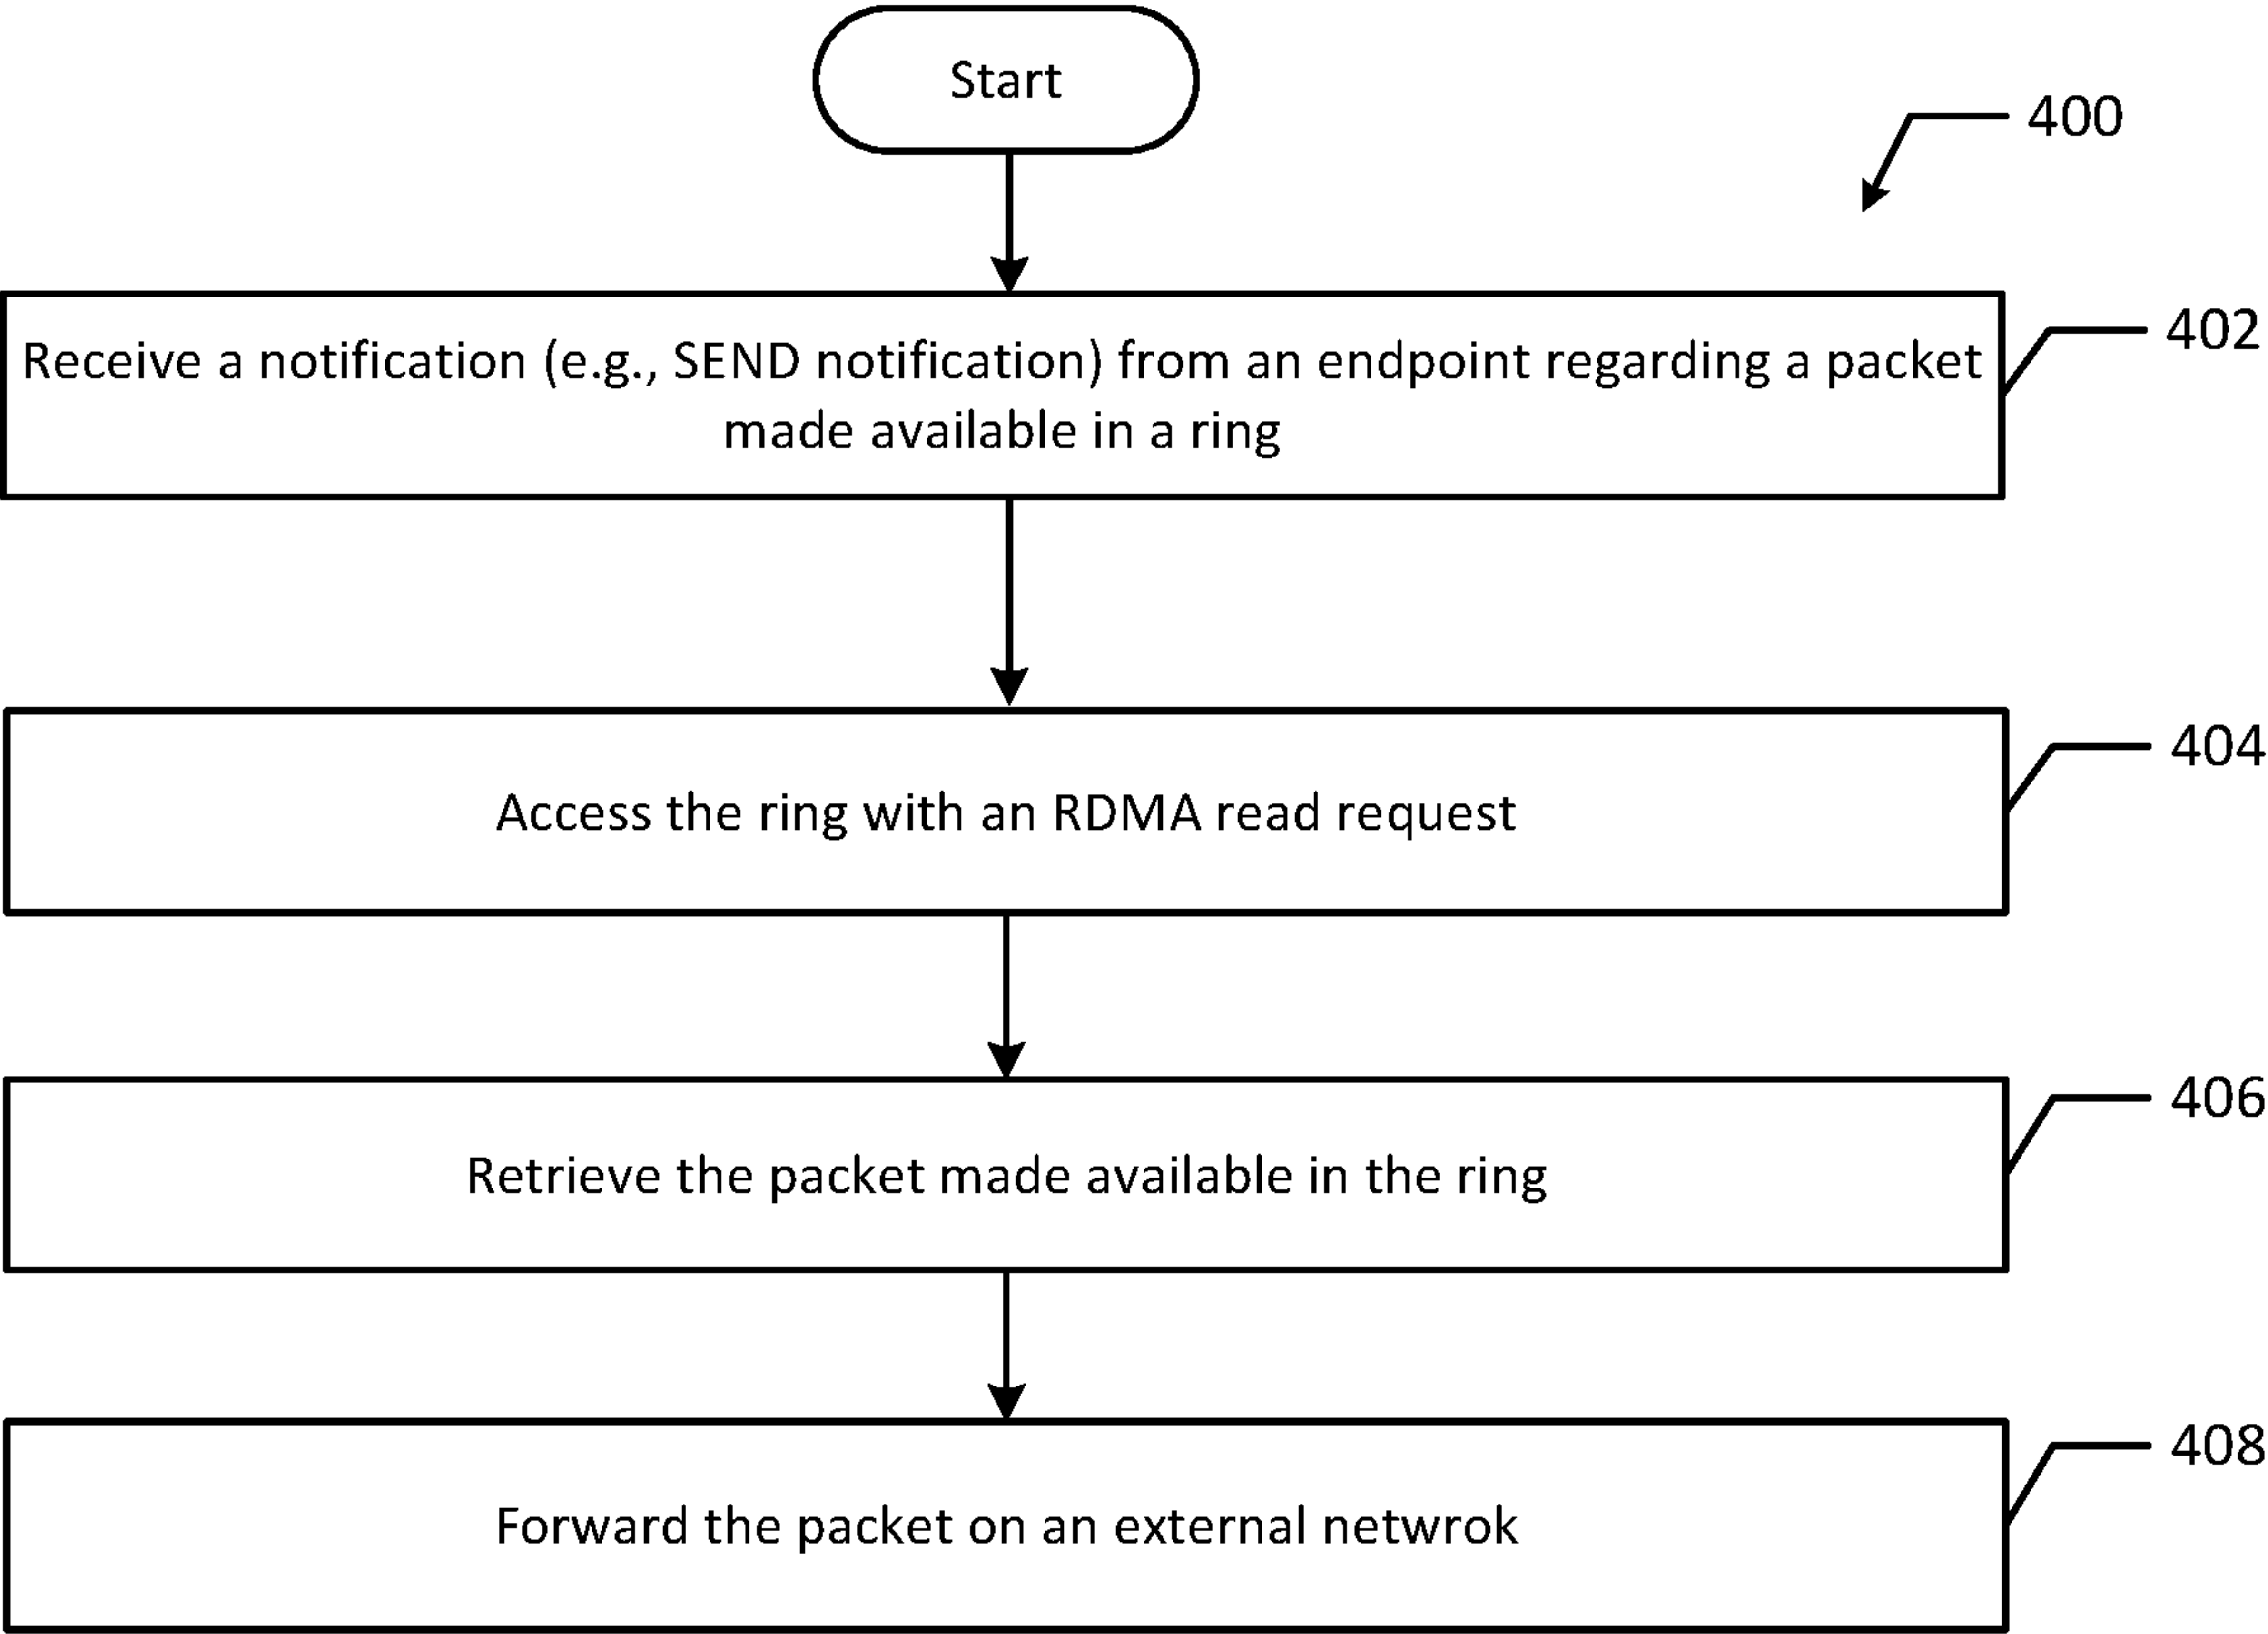 Start
400
Receive a notification (e.g., SEND notification) from an endpoint regarding a packet
made available in a ring
402
Access the ring with an RDMA read request
404
Retrieve the packet made available in the ring
406
Forward the packet on an external netwrok
408